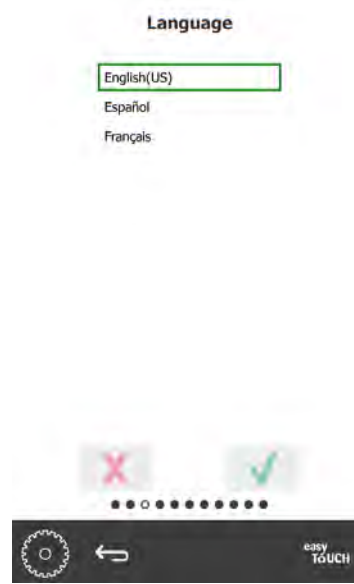 Language
English(US)
Español
Français
easy
TOUCH